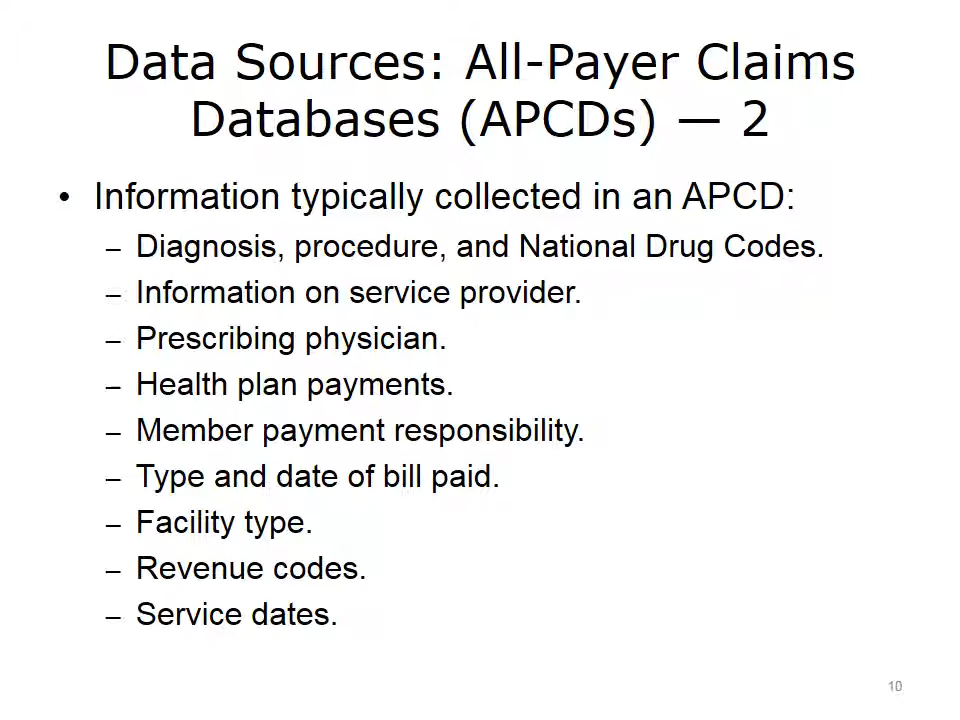 Data Sources: All-Payer Claims
Databases (APCDs) — 2
• Information typically collected in an APCD:
– Diagnosis, procedure, and National Drug Codes.
– Information on service provider.
– Prescribing physician.
– Health plan payments.
– Member payment responsibility.
– Type and date of bill paid.
– Facility type.
– Revenue codes.
– Service dates.
10